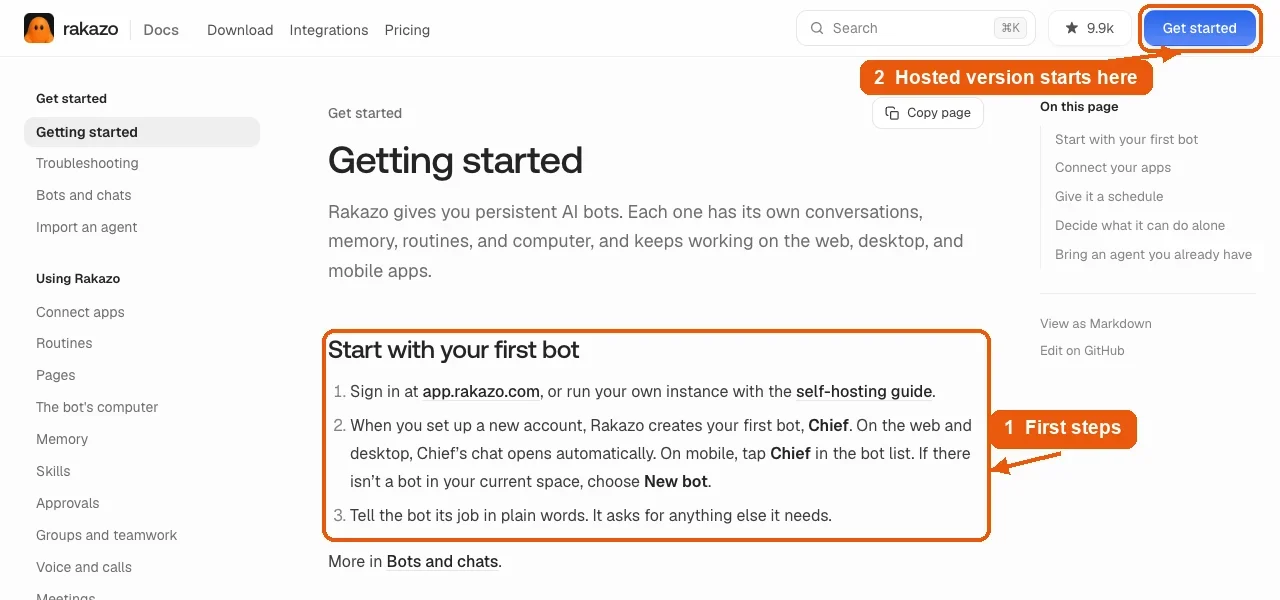 rakazo
Docs
Download
Integrations
Pricing
Search
⌘K
★ 9.9k
Get started
2 Hosted version starts here
Get started
Getting started
Troubleshooting
Bots and chats
Import an agent
Using Rakazo
Connect apps
Routines
Pages
The bot's computer
Memory
Skills
Approvals
Groups and teamwork
Voice and calls
Meetings
Get started
Copy page
Getting started
Rakazo gives you persistent AI bots. Each one has its own conversations,
memory, routines, and computer, and keeps working on the web, desktop, and
mobile apps.
Start with your first bot
1. Sign in at app.rakazo.com, or run your own instance with the self-hosting guide.
2. When you set up a new account, Rakazo creates your first bot, Chief. On the web and
desktop, Chief’s chat opens automatically. On mobile, tap Chief in the bot list. If there
isn’t a bot in your current space, choose New bot.
3. Tell the bot its job in plain words. It asks for anything else it needs.
More in Bots and chats.
1 First steps
On this page
Start with your first bot
Connect your apps
Give it a schedule
Decide what it can do alone
Bring an agent you already have
View as Markdown
Edit on GitHub